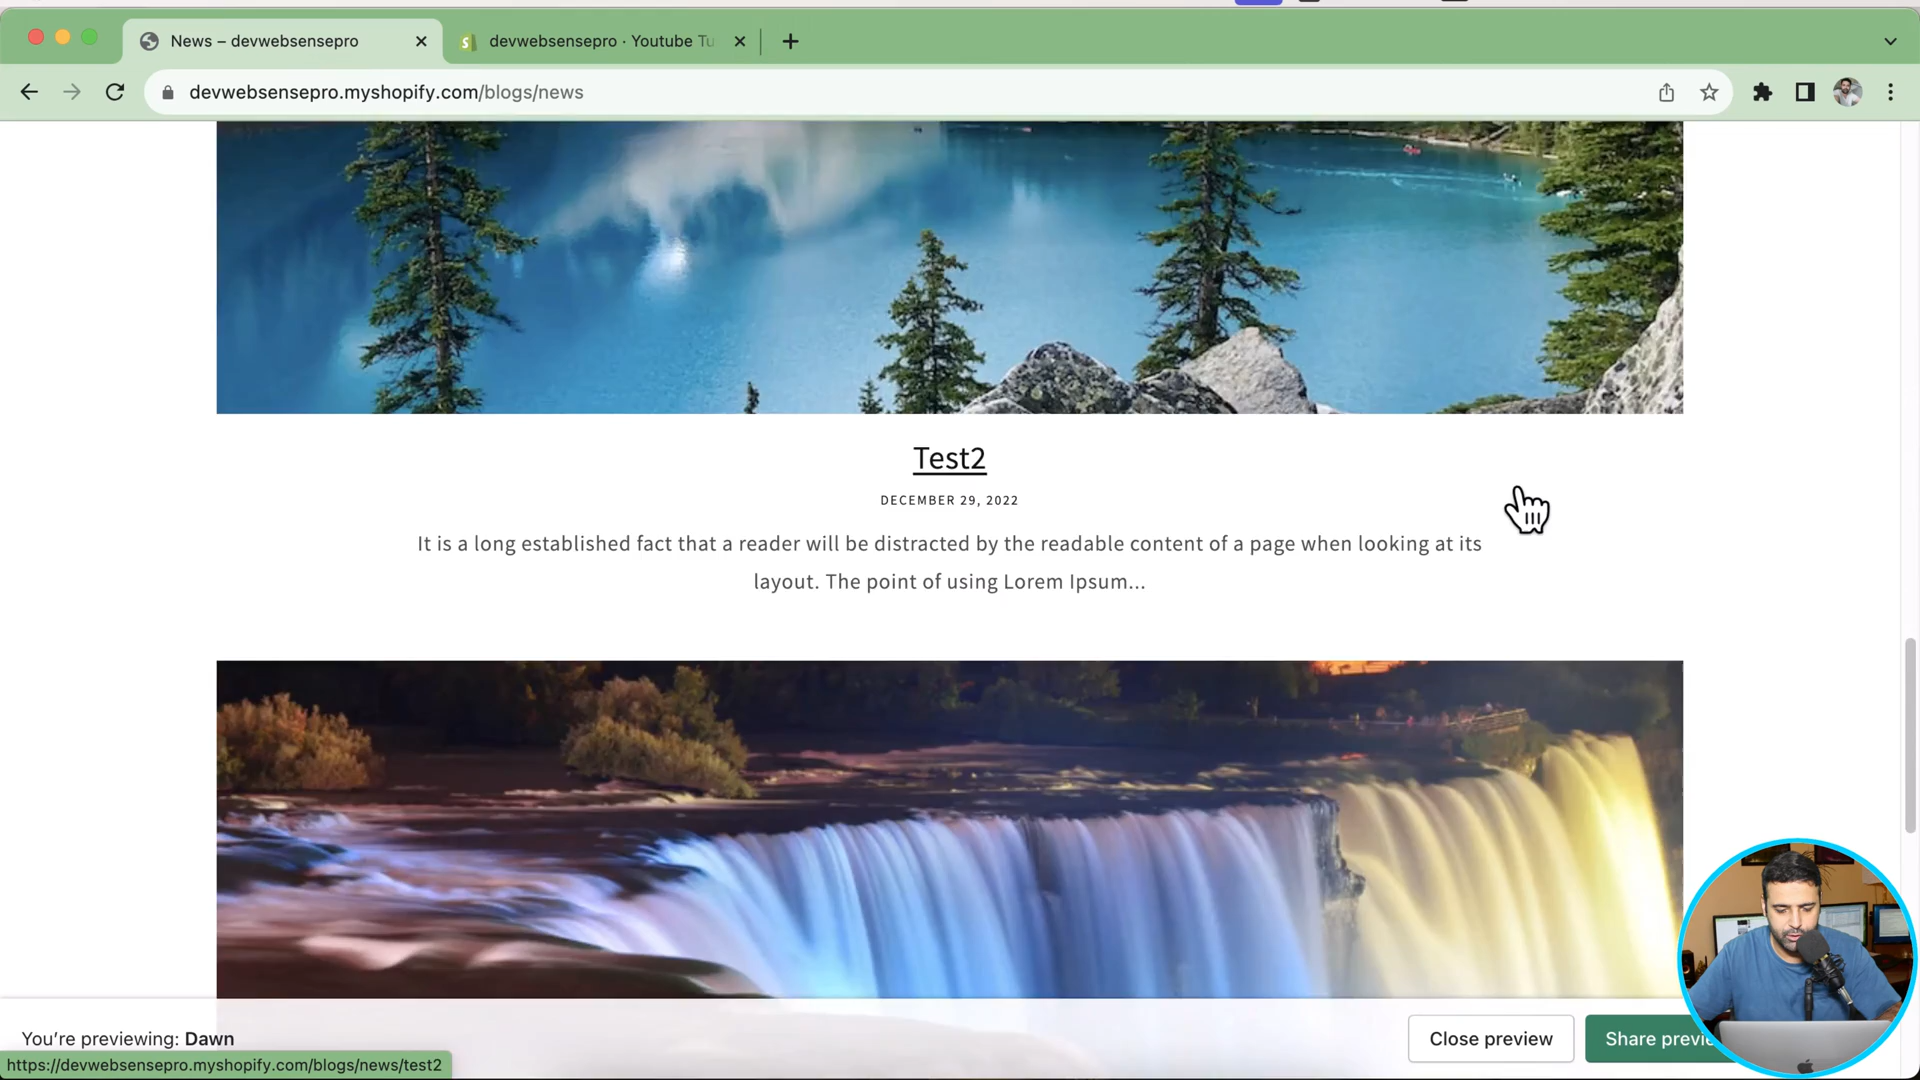 News – devwebsensepro
devwebsensepro · Youtube Tu
devwebsensepro.myshopify.com/blogs/news
Test2
DECEMBER 29, 2022
It is a long established fact that a reader will be distracted by the readable content of a page when looking at its
layout. The point of using Lorem Ipsum...
You're previewing: Dawn
Close preview
Share previe
https://devwebsensepro.myshopify.com/blogs/news/test2